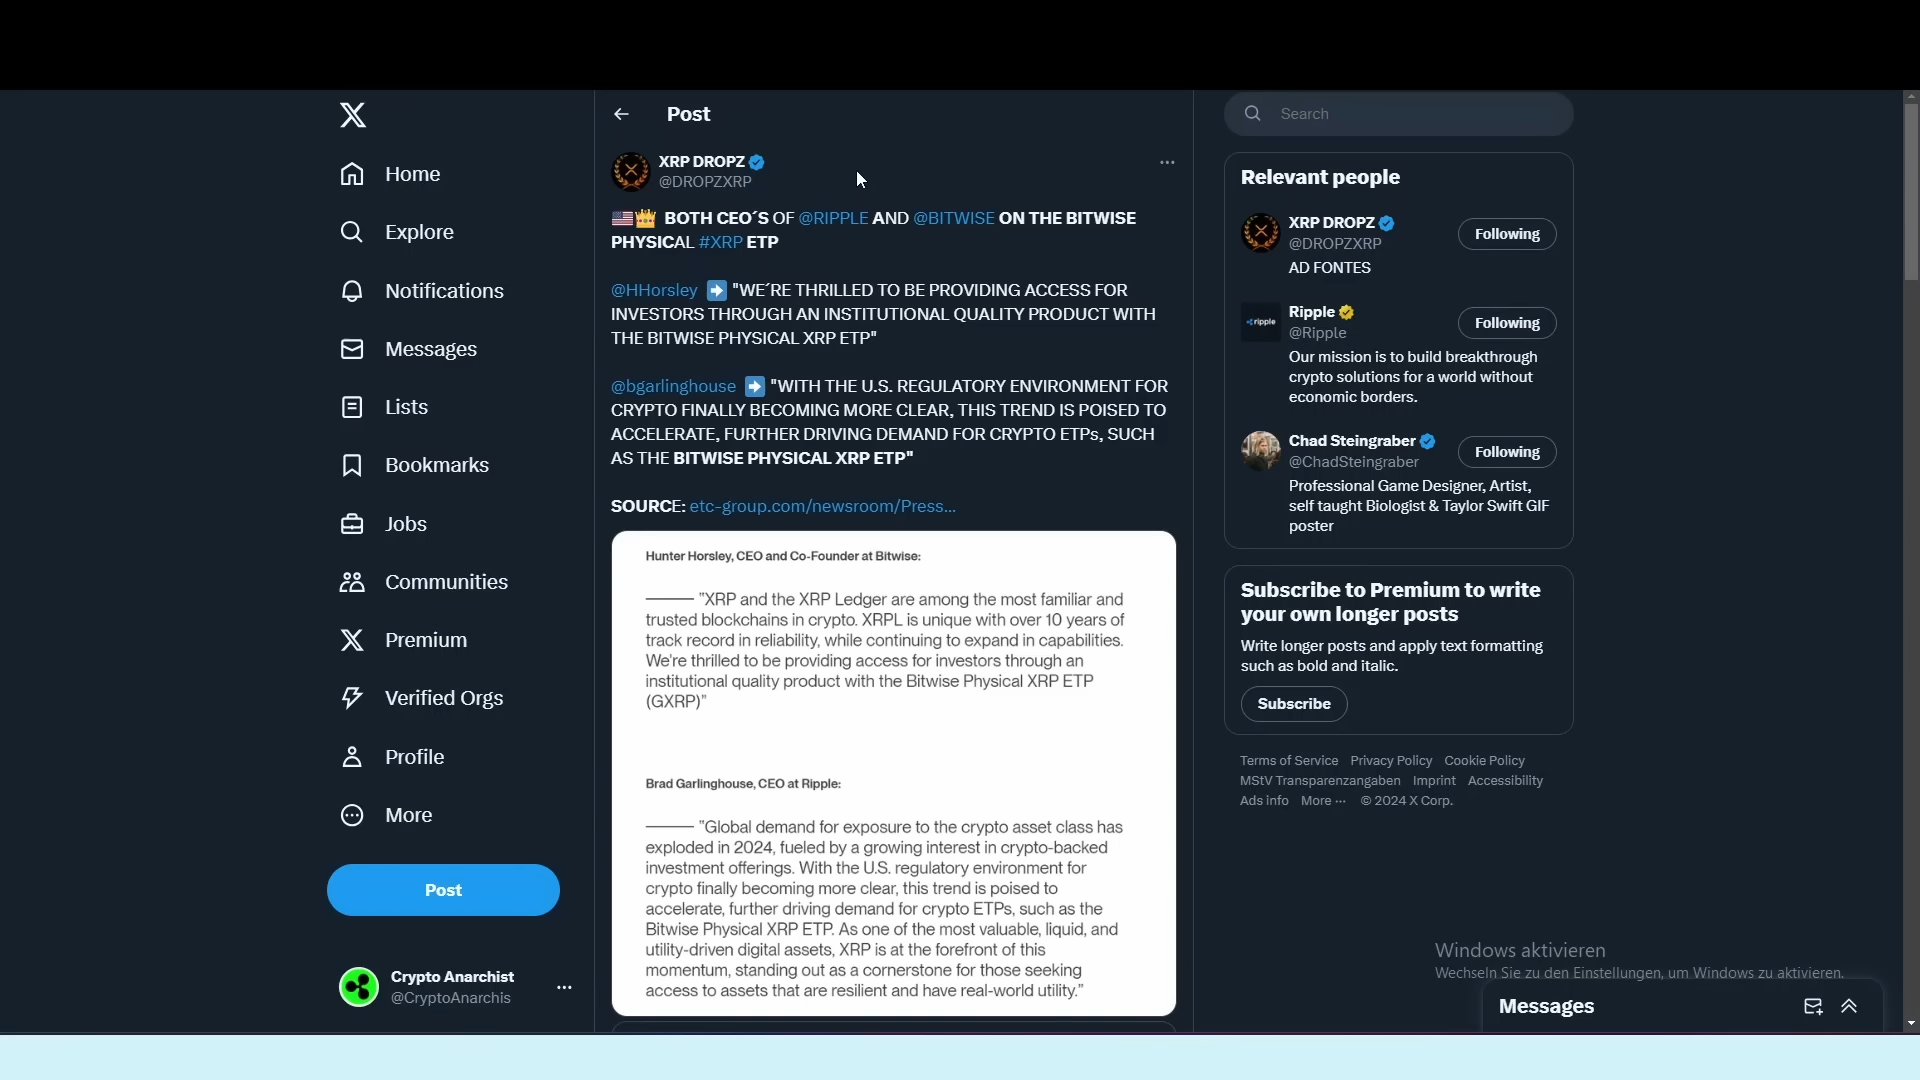 Home
Explore
Notifications
Messages
Lists
Bookmarks
Jobs
Communities
Premium
Verified Orgs
Profile
More
Post
Crypto Anarchist
@CryptoAnarchis
Post
XRP DROPZ
@DROPZXRP
🇺🇸👑 BOTH CEO´S OF @RIPPLE AND @BITWISE ON THE BITWISE
PHYSICAL #XRP ETP
@HHorsley ➡️ "WE´RE THRILLED TO BE PROVIDING ACCESS FOR
INVESTORS THROUGH AN INSTITUTIONAL QUALITY PRODUCT WITH
THE BITWISE PHYSICAL XRP ETP"
@bgarlinghouse ➡️ "WITH THE U.S. REGULATORY ENVIRONMENT FOR
CRYPTO FINALLY BECOMING MORE CLEAR, THIS TREND IS POISED TO
ACCELERATE, FURTHER DRIVING DEMAND FOR CRYPTO ETPs, SUCH
AS THE BITWISE PHYSICAL XRP ETP"
SOURCE: etc-group.com/newsroom/Press...
Hunter Horsley, CEO and Co-Founder at Bitwise:
——— "XRP and the XRP Ledger are among the most familiar and
trusted blockchains in crypto. XRPL is unique with over 10 years of
track record in reliability, while continuing to expand in capabilities.
We're thrilled to be providing access for investors through an
institutional quality product with the Bitwise Physical XRP ETP
(GXRP)"
Brad Garlinghouse, CEO at Ripple:
——— "Global demand for exposure to the crypto asset class has
exploded in 2024, fueled by a growing interest in crypto-backed
investment offerings. With the U.S. regulatory environment for
crypto finally becoming more clear, this trend is poised to
accelerate, further driving demand for crypto ETPs, such as the
Bitwise Physical XRP ETP. As one of the most valuable, liquid, and
utility-driven digital assets, XRP is at the forefront of this
momentum, standing out as a cornerstone for those seeking
access to assets that are resilient and have real-world utility."
Search
Relevant people
XRP DROPZ
@DROPZXRP
Following
AD FONTES
ripple
Ripple
@Ripple
Following
Our mission is to build breakthrough
crypto solutions for a world without
economic borders.
Chad Steingraber
@ChadSteingraber
Following
Professional Game Designer, Artist,
self taught Biologist & Taylor Swift GIF
poster
Subscribe to Premium to write
your own longer posts
Write longer posts and apply text formatting
such as bold and italic.
Subscribe
Terms of Service Privacy Policy Cookie Policy
MStV Transparenzangaben Imprint Accessibility
Ads info More ··· © 2024 X Corp.
Windows aktivieren
Wechseln Sie zu den Einstellungen, um Windows zu aktivieren.
Messages